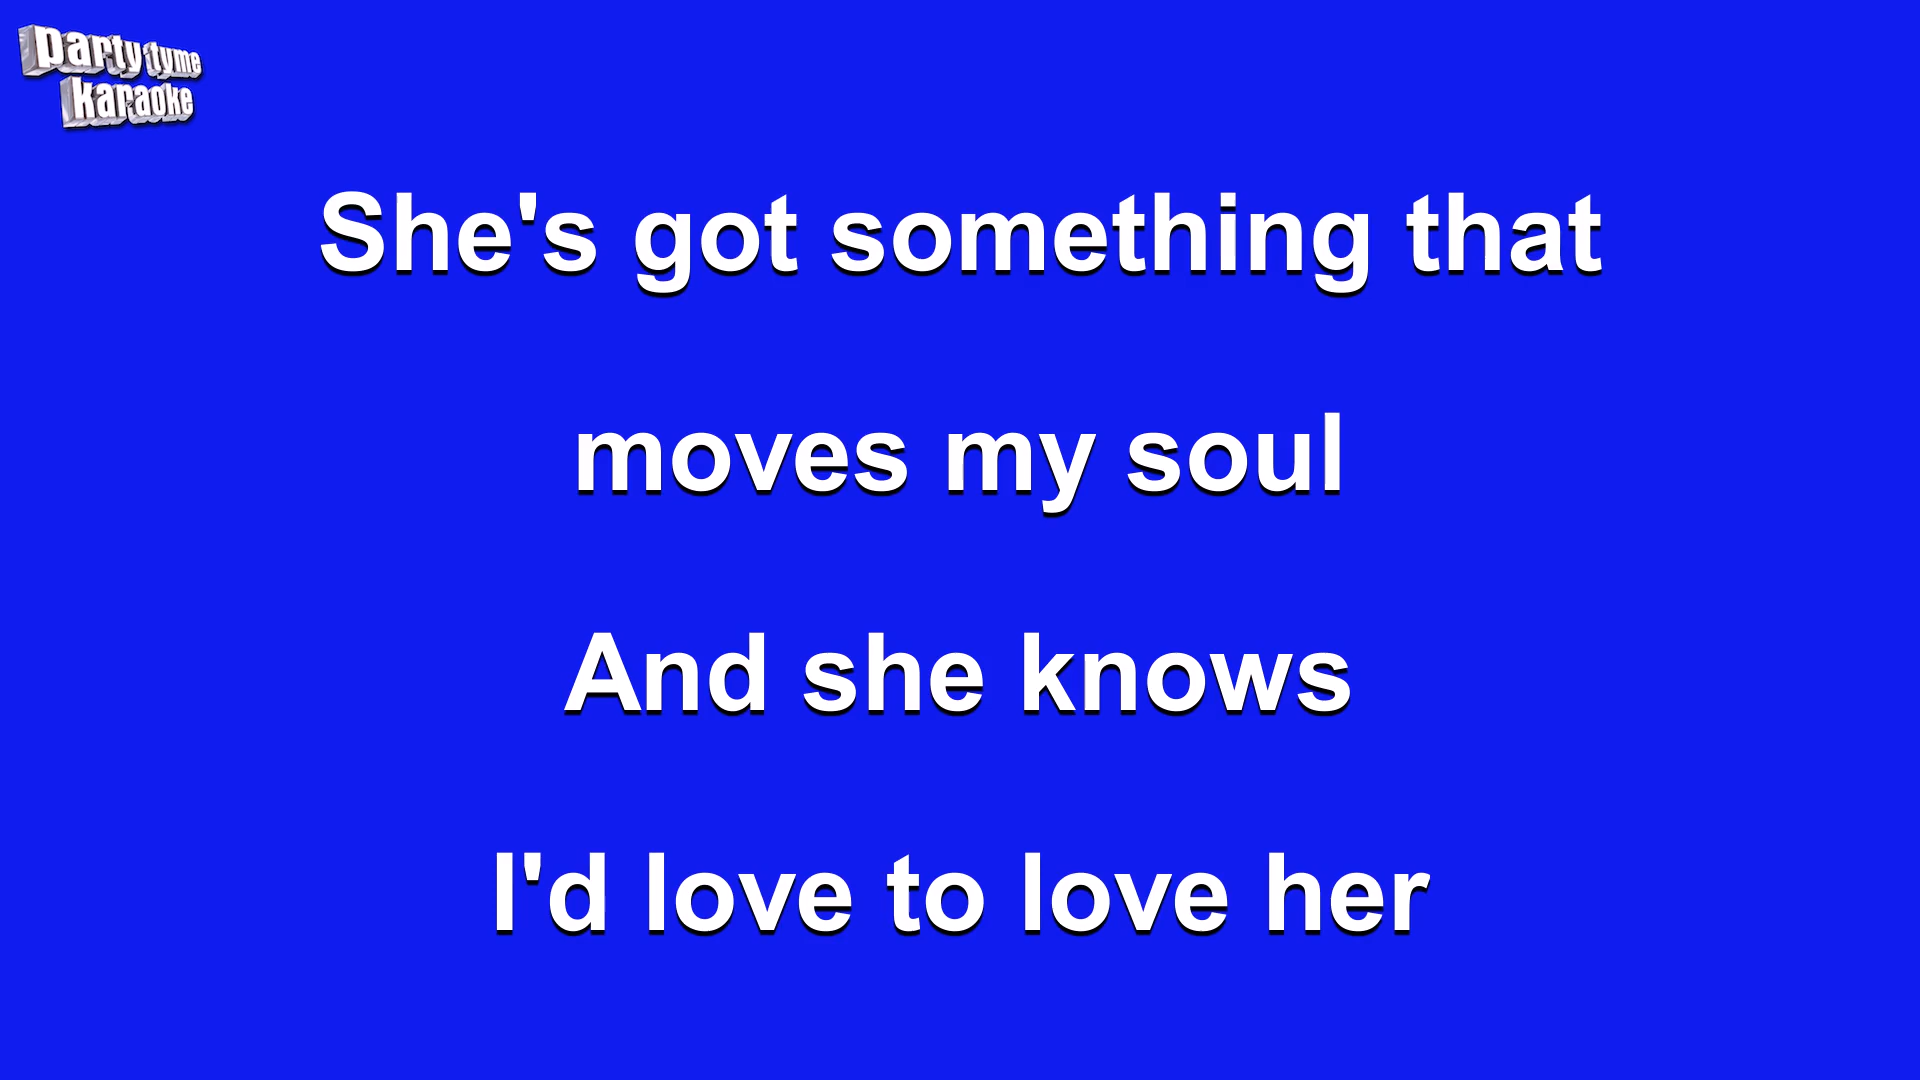 party tyme
karaoke
She's got something that
moves my soul
And she knows
I'd love to love her